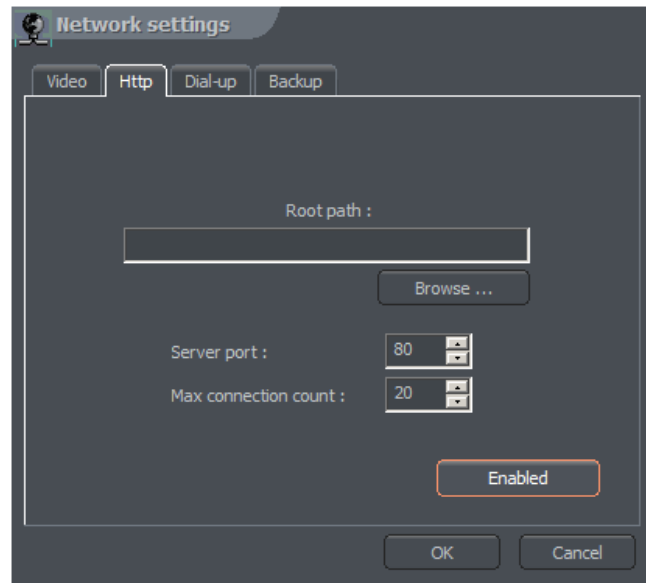 Network settings
Video Http Dial-up Backup
Root path :
Browse ...
Server port : 80
Max connection count : 20
Enabled
OK Cancel